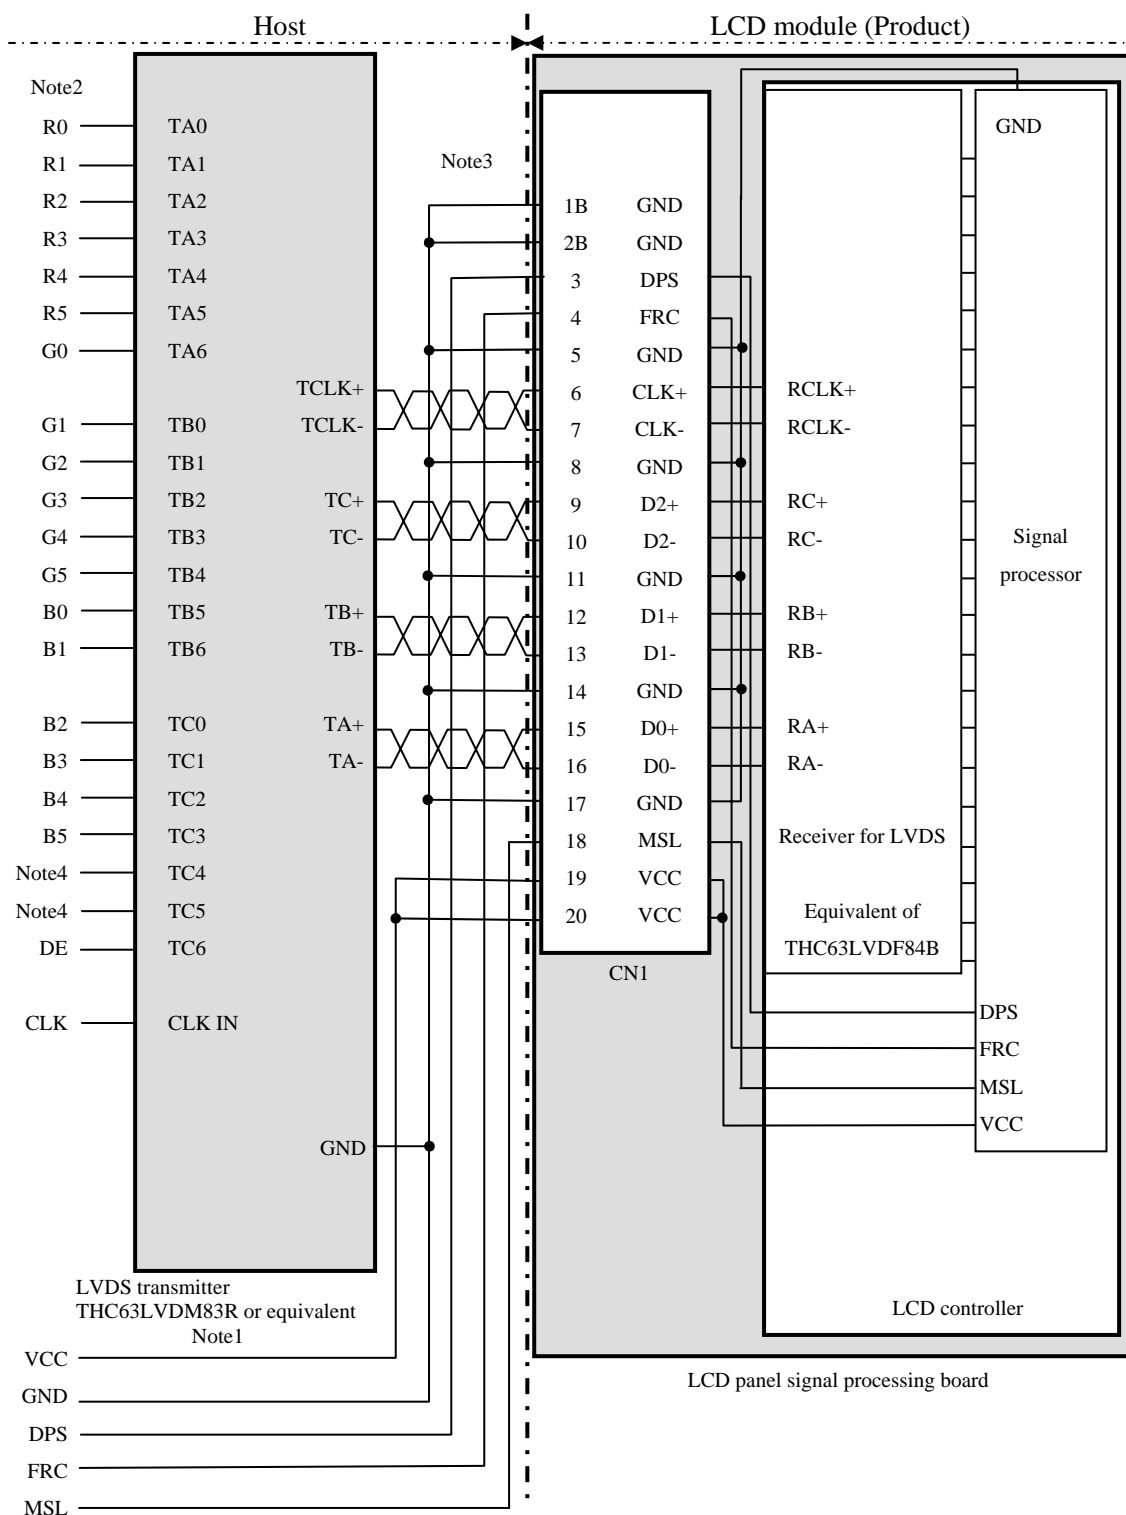 Host LCD module (Product)
Note2
R0 TA0
R1 TA1
R2 TA2
R3 TA3
R4 TA4
R5 TA5
G0 TA6
G1 TB0
G2 TB1
G3 TB2
G4 TB3
G5 TB4
B0 TB5
B1 TB6
B2 TC0
B3 TC1
B4 TC2
B5 TC3
Note4 TC4
Note4 TC5
DE TC6
CLK CLK IN
TCLK+
TCLK-
TC+
TC-
TB+
TB-
TA+
TA-
GND
LVDS transmitter
THC63LVDM83R or equivalent
Note1
VCC
GND
DPS
FRC
MSL
Note3
1B GND
2B GND
3 DPS
4 FRC
5 GND
6 CLK+
7 CLK-
8 GND
9 D2+
10 D2-
11 GND
12 D1+
13 D1-
14 GND
15 D0+
16 D0-
17 GND
18 MSL
19 VCC
20 VCC
CN1
RCLK+
RCLK-
RC+
RC-
RB+
RB-
RA+
RA-
Receiver for LVDS
Equivalent of
THC63LVDF84B
GND
Signal
processor
DPS
FRC
MSL
VCC
LCD controller
LCD panel signal processing board